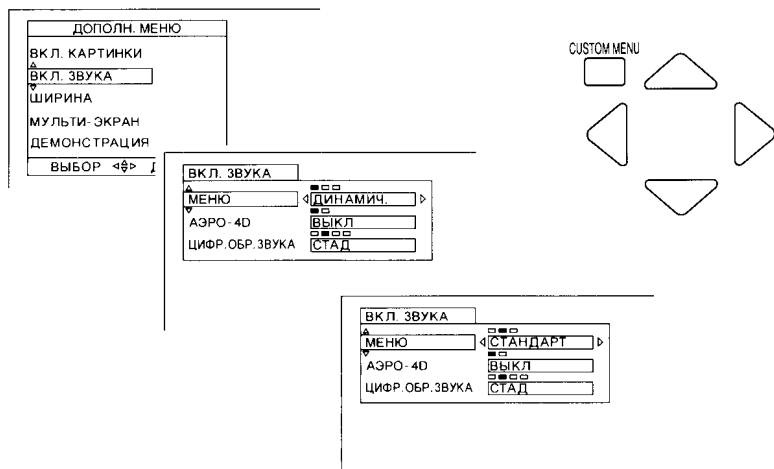 ДОПОЛН. МЕНЮ
ВКЛ. КАРТИНКИ
ВКЛ. ЗВУКА
ШИРИНА
МУЛЬТИ-ЭКРАН
ДЕМОНСТРАЦИЯ
ВЫБОР
CUSTOM MENU
ВКЛ. ЗВУКА
МЕНЮ ДИНАМИЧ.
АЭРО-4D ВЫКЛ
ЦИФР.ОБР.ЗВУКА СТАД
ВКЛ. ЗВУКА
МЕНЮ СТАНДАРТ
АЭРО-4D ВЫКЛ
ЦИФР.ОБР.ЗВУКА СТАД